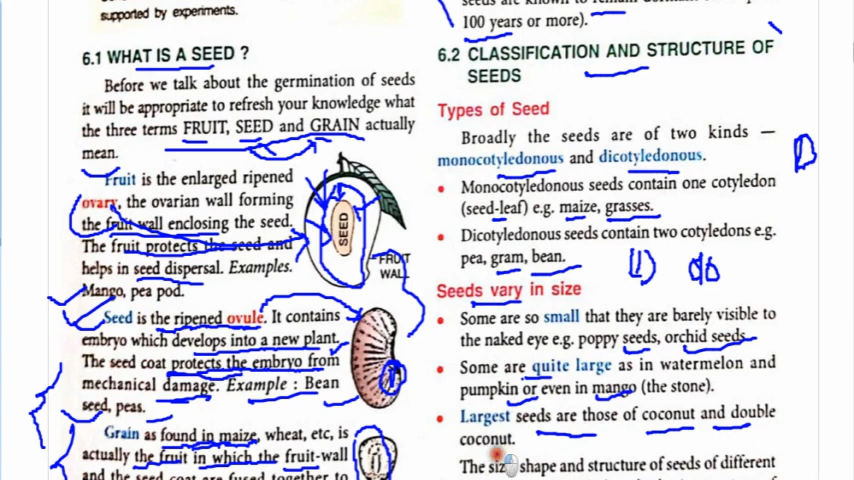 supported by experiments.
6.1 WHAT IS A SEED ?
Before we talk about the germination of seeds
it will be appropriate to refresh your knowledge what
the three terms FRUIT, SEED and GRAIN actually
mean.
Fruit is the enlarged ripened
ovary, the ovarian wall forming
the fruit wall enclosing the seed.
The fruit protects the seed and
helps in seed dispersal. Examples.
Mango, pea pod.
SEED
FRUIT
WALL
Seed is the ripened ovule. It contains
embryo which develops into a new plant.
The seed coat protects the embryo from
mechanical damage. Example : Bean
seed, peas.
Grain as found in maize, wheat, etc, is
actually the fruit in which the fruit-wall
and the seed coat are fused together to
seeds are known to remain
100 years or more).
6.2 CLASSIFICATION AND STRUCTURE OF
SEEDS
Types of Seed
Broadly the seeds are of two kinds —
monocotyledonous and dicotyledonous.
• Monocotyledonous seeds contain one cotyledon
(seed-leaf) e.g. maize, grasses.
• Dicotyledonous seeds contain two cotyledons e.g.
pea, gram, bean.
Seeds vary in size
• Some are so small that they are barely visible to
the naked eye e.g. poppy seeds, orchid seeds.
• Some are quite large as in watermelon and
pumpkin or even in mango (the stone).
• Largest seeds are those of coconut and double
coconut.
The size shape and structure of seeds of different